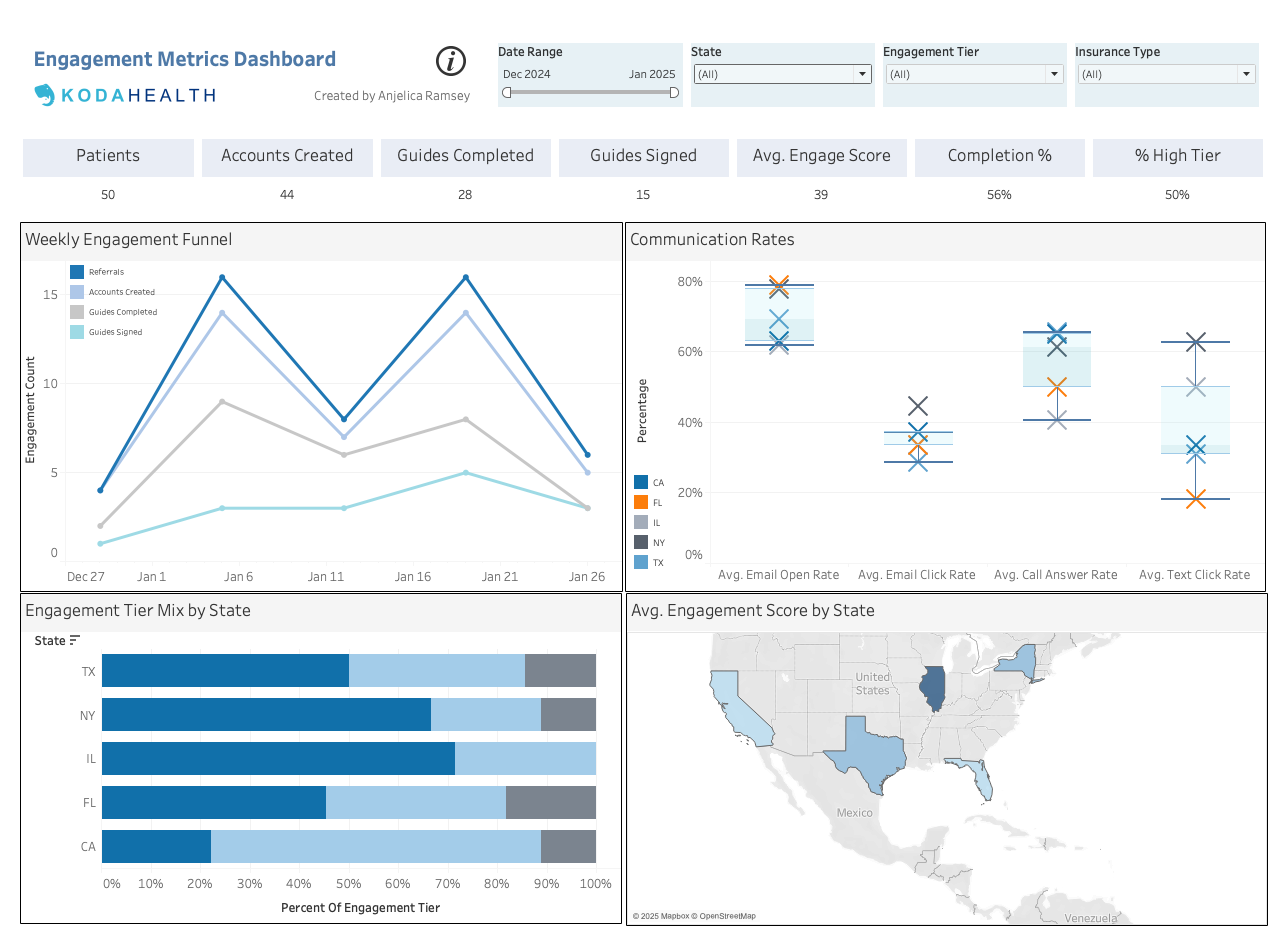 Engagement Metrics Dashboard
i
KODAHEALTH
Created by Anjelica Ramsey
Date Range
Dec 2024
Jan 2025
State
(All)
Engagement Tier
(All)
Insurance Type
(All)
Patients
Accounts Created
Guides Completed
Guides Signed
Avg. Engage Score
Completion %
% High Tier
50
44
28
15
39
56%
50%
Weekly Engagement Funnel
Referrals
Accounts Created
Guides Completed
Guides Signed
Engagement Count
15
10
5
0
Dec 27
Jan 1
Jan 6
Jan 11
Jan 16
Jan 21
Jan 26
Communication Rates
Percentage
80%
60%
40%
20%
0%
CA
FL
IL
NY
TX
Avg. Email Open Rate
Avg. Email Click Rate
Avg. Call Answer Rate
Avg. Text Click Rate
Engagement Tier Mix by State
State
TX
NY
IL
FL
CA
0%
10%
20%
30%
40%
50%
60%
70%
80%
90%
100%
Percent Of Engagement Tier
Avg. Engagement Score by State
United
States
Mexico
Venezuela
© 2025 Mapbox © OpenStreetMap